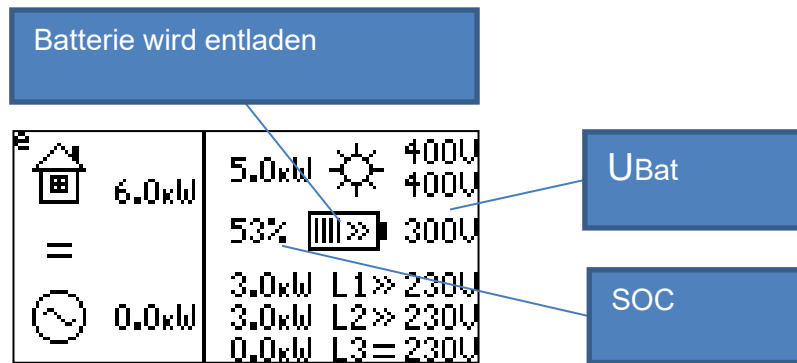 Batterie wird entladen
e
6.0kW
=
0.0kW
5.0kW 400V
400V
53% >> 300V
3.0kW L1 >> 230V
3.0kW L2 >> 230V
0.0kW L3 = 230V
UBat
SOC